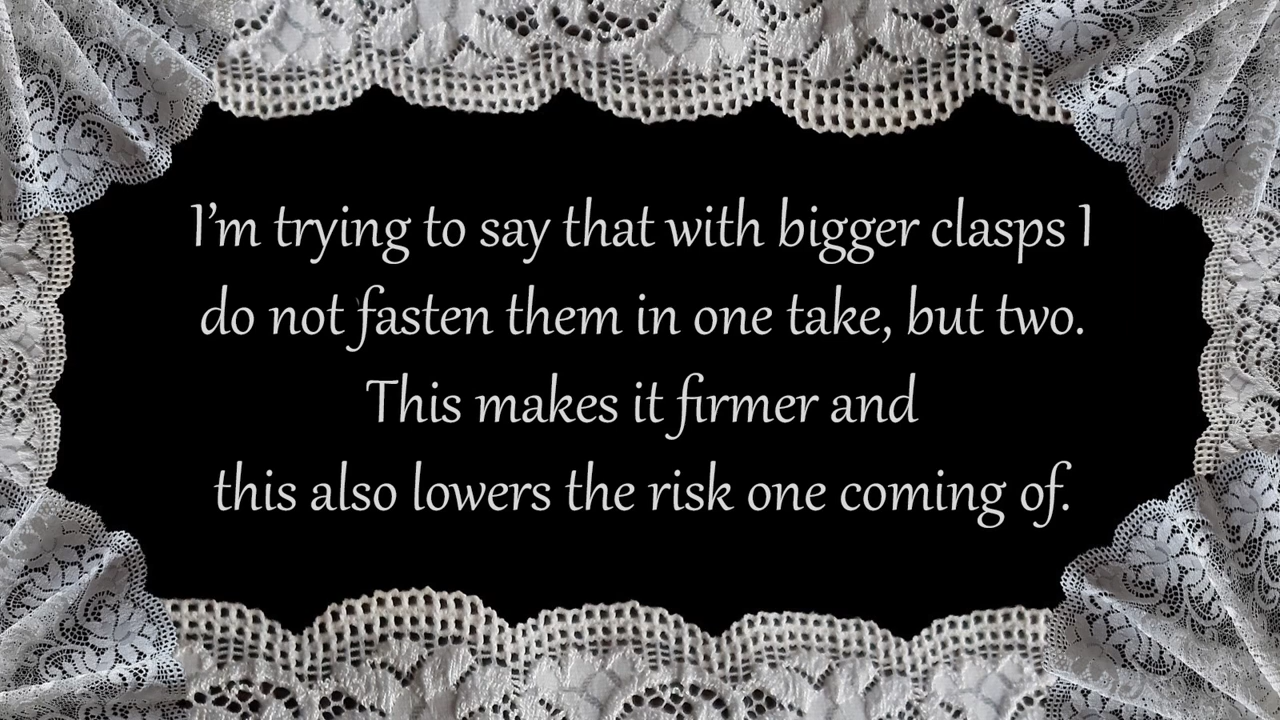 I'm trying to say that with bigger clasps I
do not fasten them in one take, but two.
This makes it firmer and
this also lowers the risk one coming of.